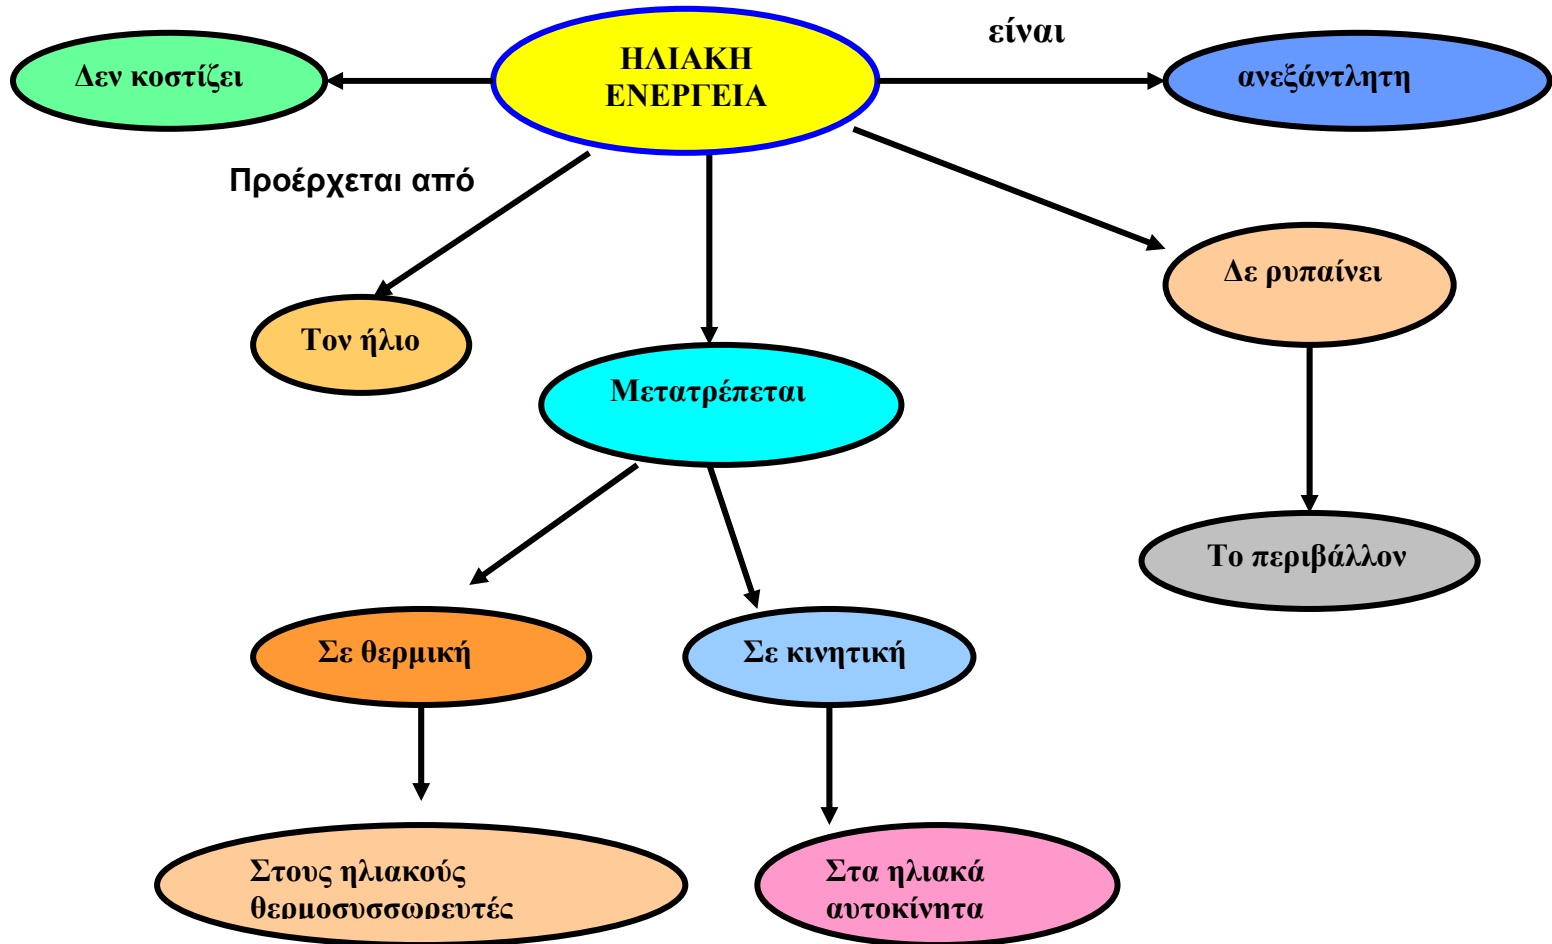 είναι
Δεν κοστίζει
ΗΛΙΑΚΗ
ΕΝΕΡΓΕΙΑ
ανεξάντλητη
Προέρχεται από
Δε ρυπαίνει
Τον ήλιο
Μετατρέπεται
Το περιβάλλον
Σε θερμική
Σε κινητική
Στους ηλιακούς
θερμοσυσσωρευτές
Στα ηλιακά
αυτοκίνητα